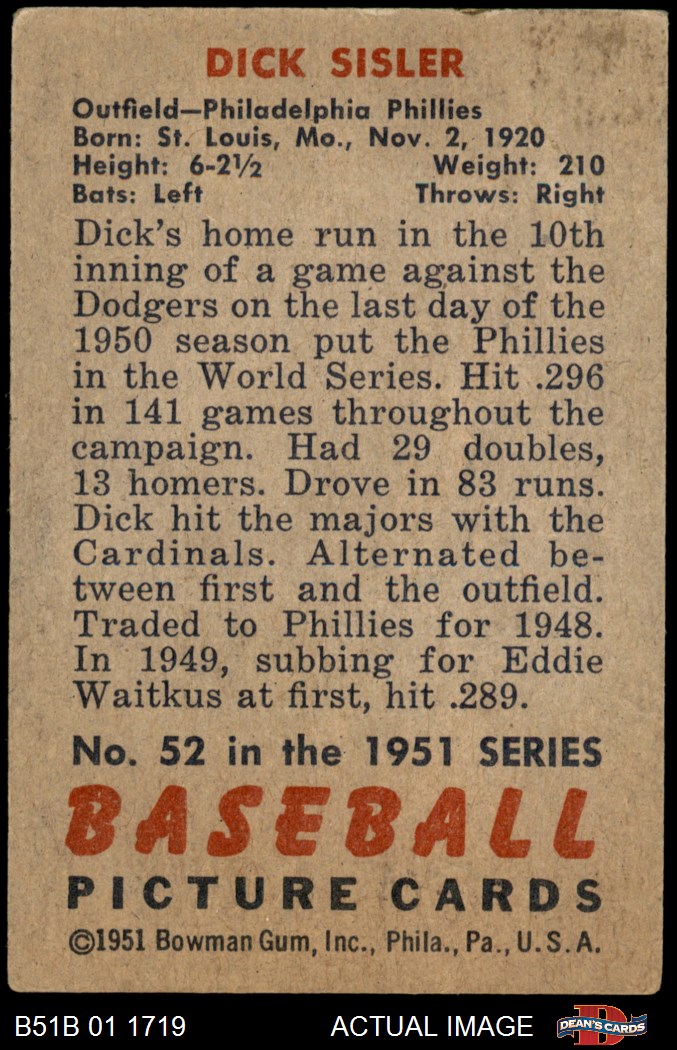 DICK SISLER
Outfield—Philadelphia Phillies
Born: St. Louis, Mo., Nov. 2, 1920
Height: 6-2½ Weight: 210
Bats: Left Throws: Right
Dick's home run in the 10th
inning of a game against the
Dodgers on the last day of the
1950 season put the Phillies
in the World Series. Hit .296
in 141 games throughout the
campaign. Had 29 doubles,
13 homers. Drove in 83 runs.
Dick hit the majors with the
Cardinals. Alternated be-
tween first and the outfield.
Traded to Phillies for 1948.
In 1949, subbing for Eddie
Waitkus at first, hit .289.
No. 52 in the 1951 SERIES
BASEBALL
PICTURE CARDS
©1951 Bowman Gum, Inc., Phila., Pa., U.S.A.
B51B 01 1719 ACTUAL IMAGE DEAN'S CARDS